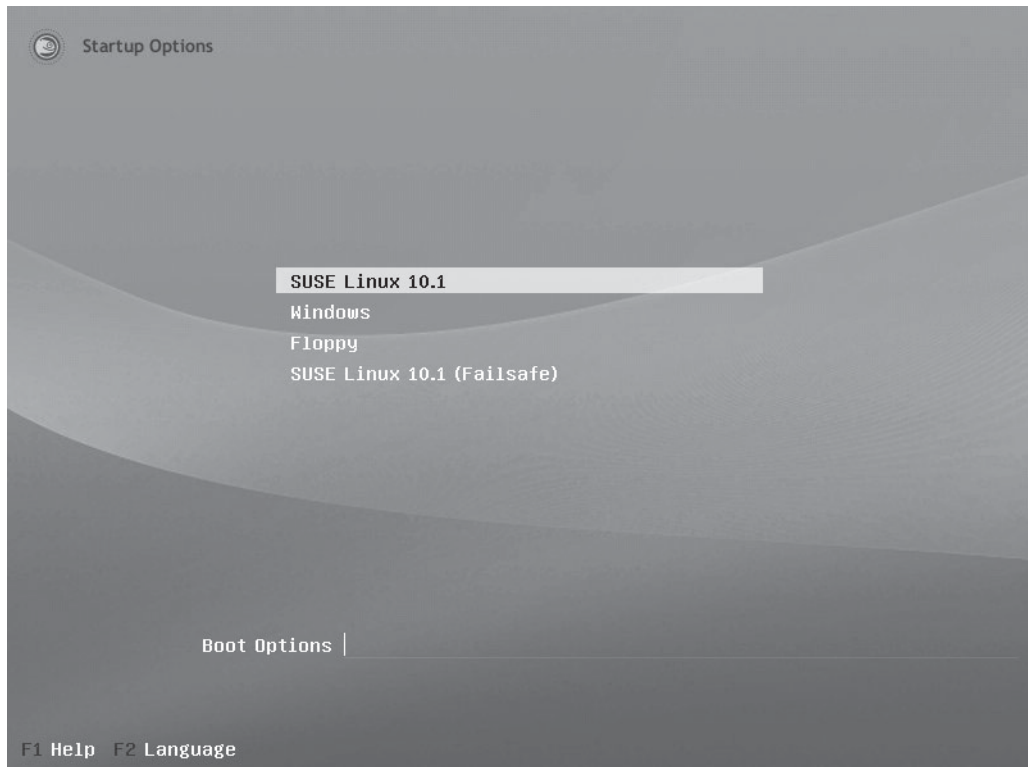 Startup Options
SUSE Linux 10.1
Windows
Floppy
SUSE Linux 10.1 (Failsafe)
Boot Options
F1 Help F2 Language